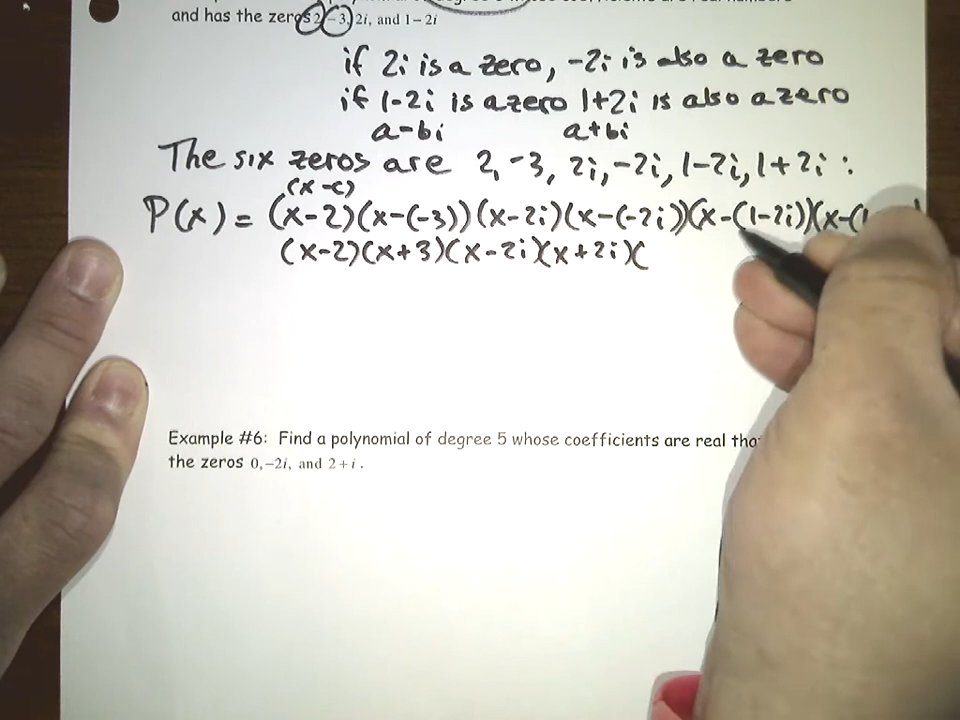 and has the zeros 2, -3, 2i, and 1 - 2i
if 2i is a zero, -2i is also a zero
if 1-2i is a zero 1+2i is also a zero
a-bi a+bi
The six zeros are 2, -3, 2i, -2i, 1-2i, 1+2i :
(x-c)
P(x) = (x-2)(x-(-3))(x-2i)(x-(-2i))(x-(1-2i))(x-(1
(x-2)(x+3)(x-2i)(x+2i)(
Example #6: Find a polynomial of degree 5 whose coefficients are real
the zeros 0, -2i, and 2 + i .